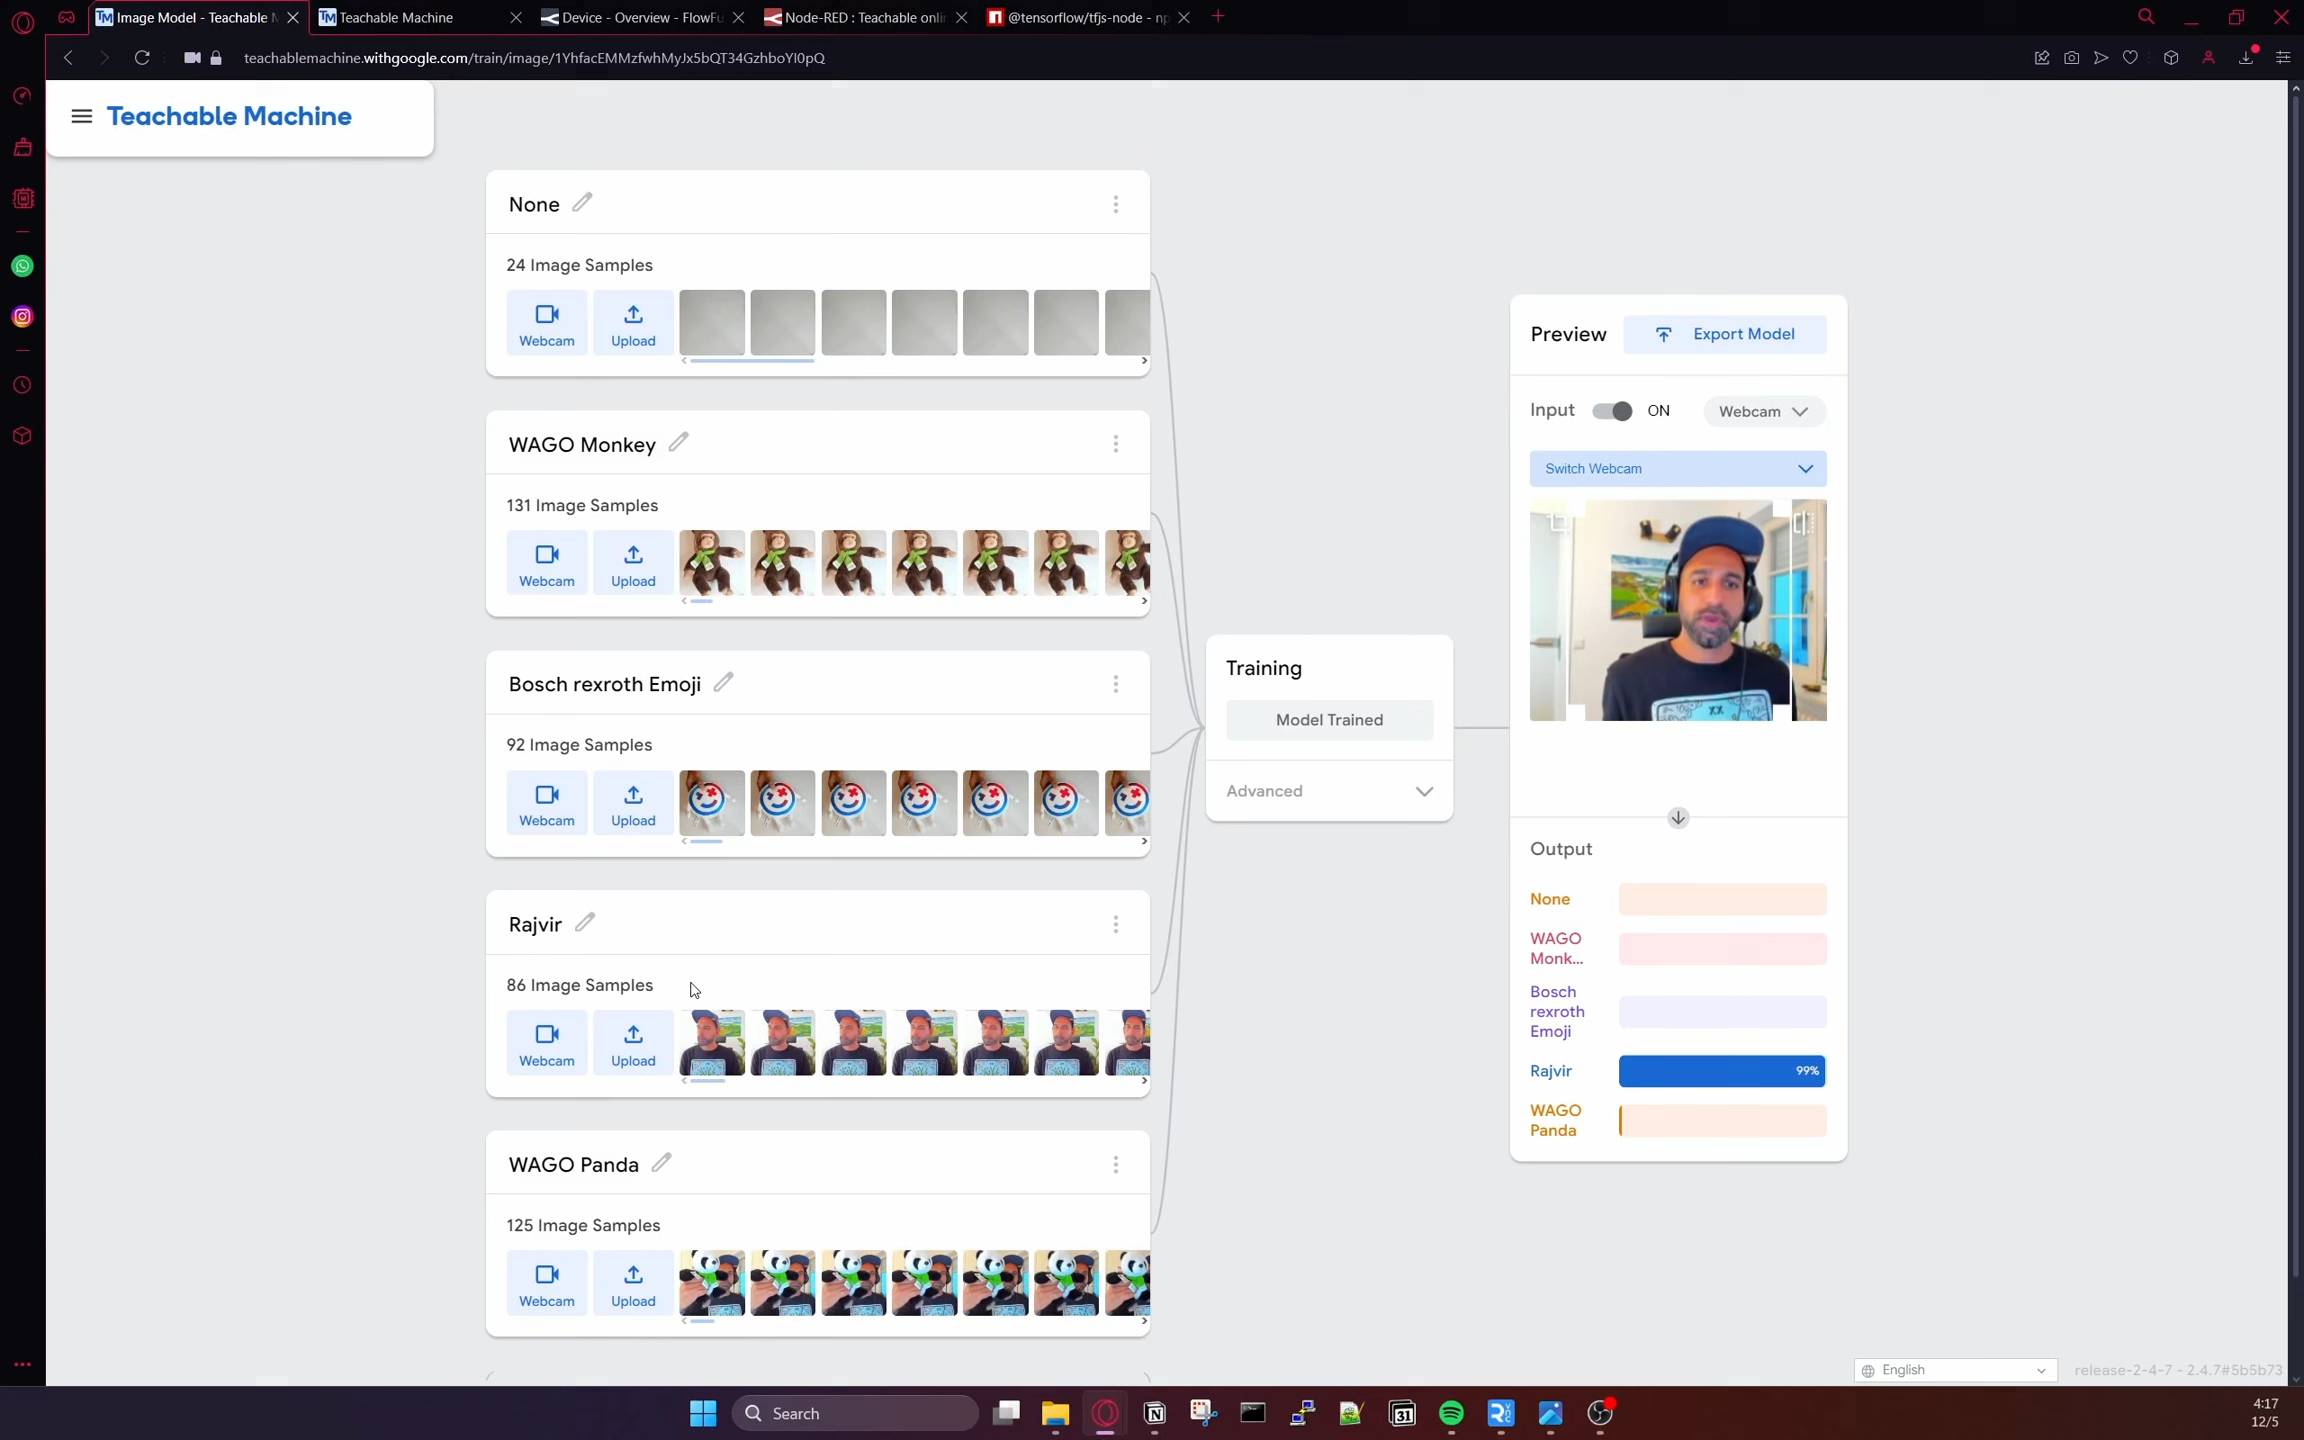 Image Model - Teachable M
Teachable Machine
Device - Overview - FlowFu
Node-RED : Teachable onlin
@tensorflow/tfjs-node - np
teachablemachine.withgoogle.com/train/image/1YhfacEMMzfwhMyJx5bQT34GzhboYI0pQ
Teachable Machine
None
24 Image Samples
Webcam
Upload
WAGO Monkey
131 Image Samples
Webcam
Upload
Bosch rexroth Emoji
92 Image Samples
Webcam
Upload
Rajvir
86 Image Samples
Webcam
Upload
WAGO Panda
125 Image Samples
Webcam
Upload
Training
Model Trained
Advanced
Preview
Export Model
Input
ON
Webcam
Switch Webcam
Output
None
WAGO
Monk...
Bosch
rexroth
Emoji
Rajvir
99%
WAGO
Panda
English
release-2-4-7 - 2.4.7#5b5b73
Search
31
4:17
12/5